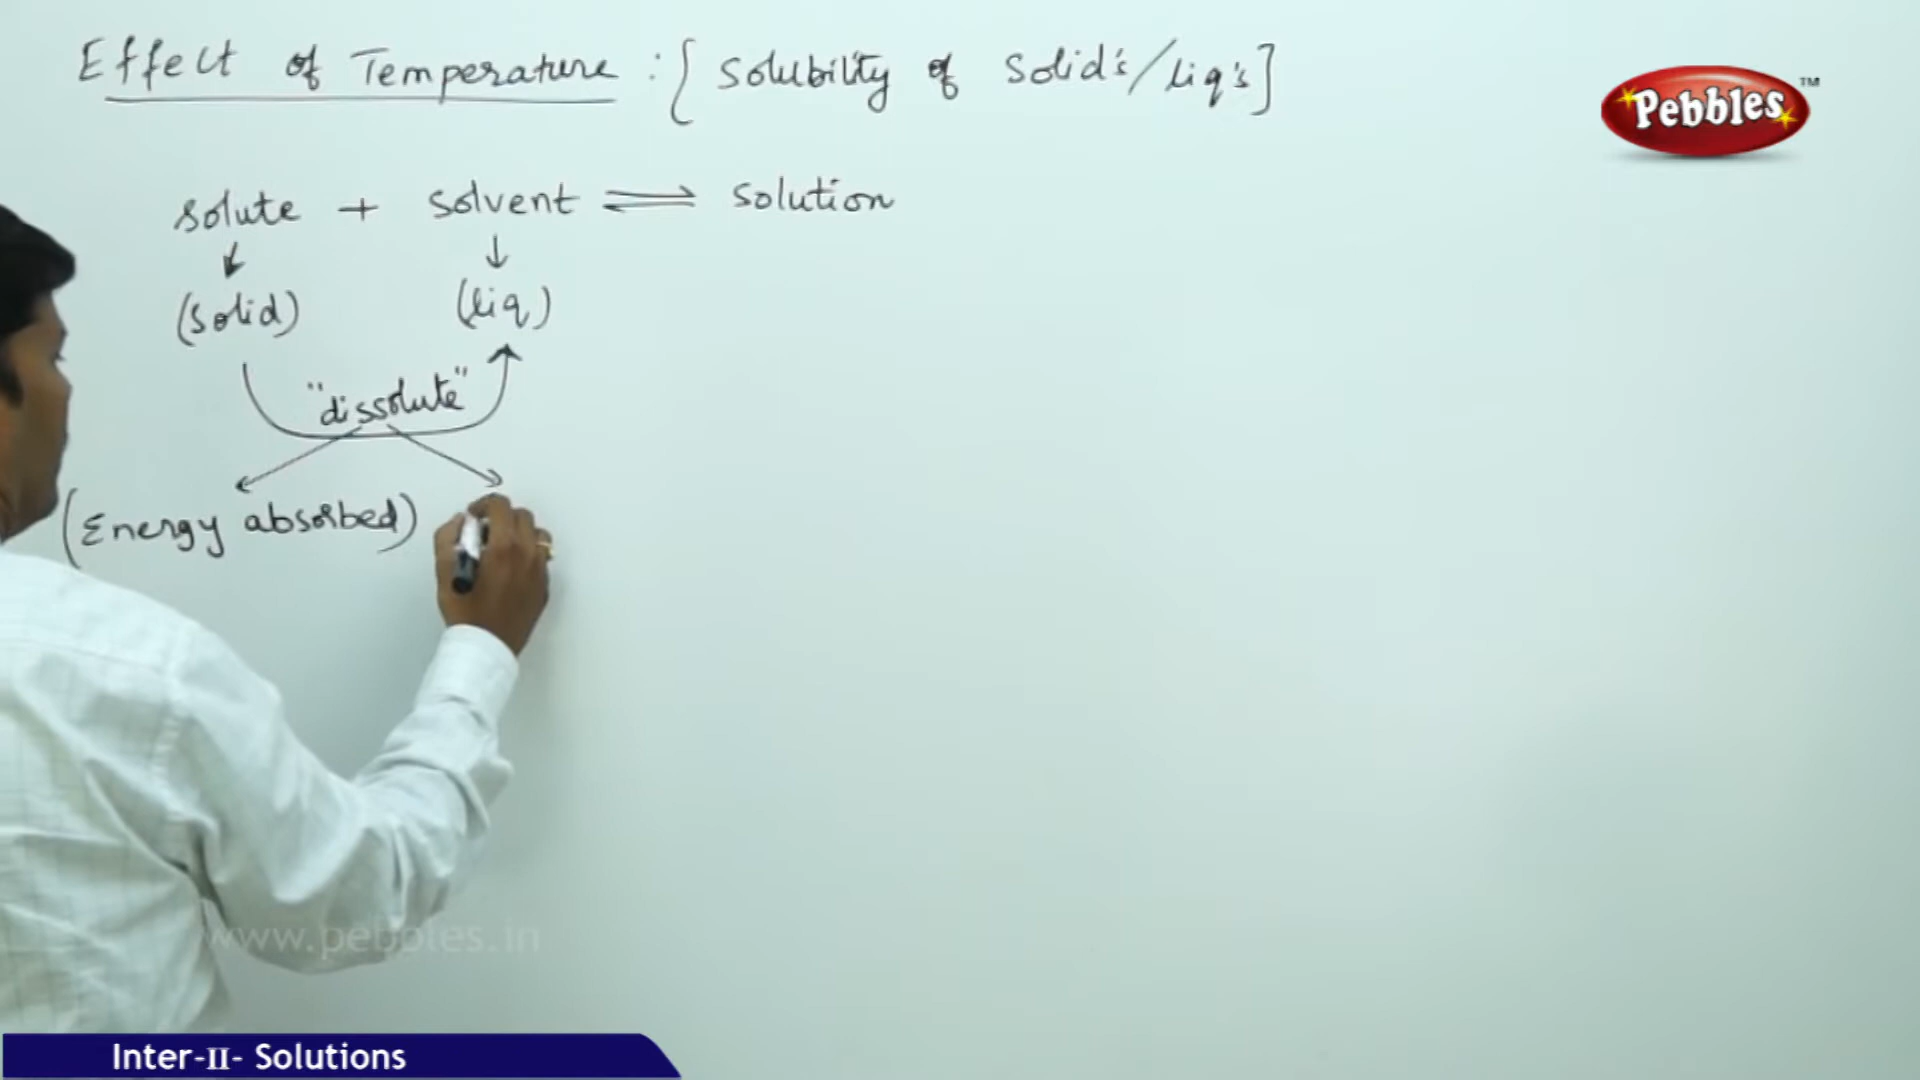 Effect of Temperature : [ Solubility of Solid's/Liq's]
Pebbles™
solute + solvent ⇌ solution
(solid) (liq)
"dissolute"
(Energy absorbed)
www.pebbles.in
Inter-II- Solutions